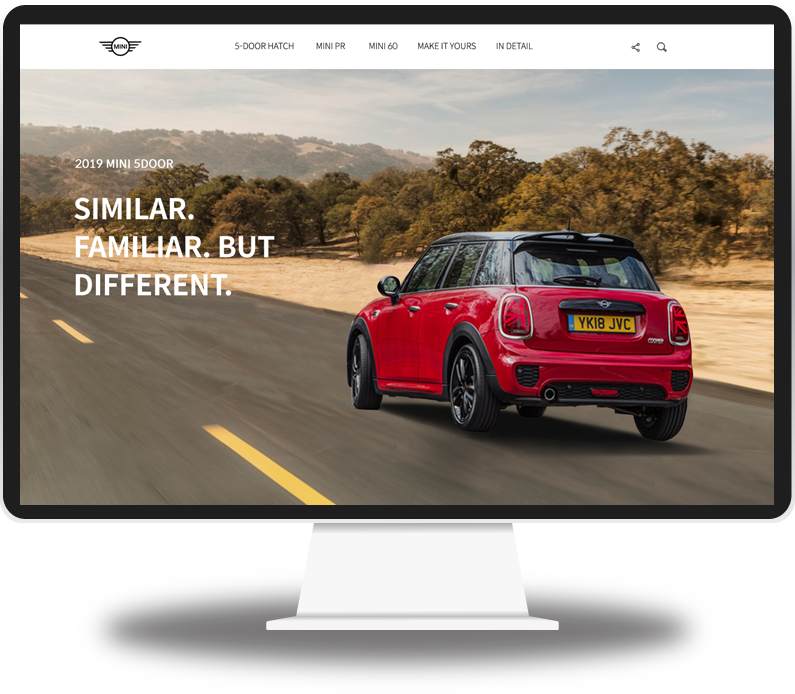 MINI
5-DOOR HATCH
MINI PR
MINI 60
MAKE IT YOURS
IN DETAIL
2019 MINI 5DOOR
SIMILAR.
FAMILIAR. BUT
DIFFERENT.
YK18 JVC
COOPER